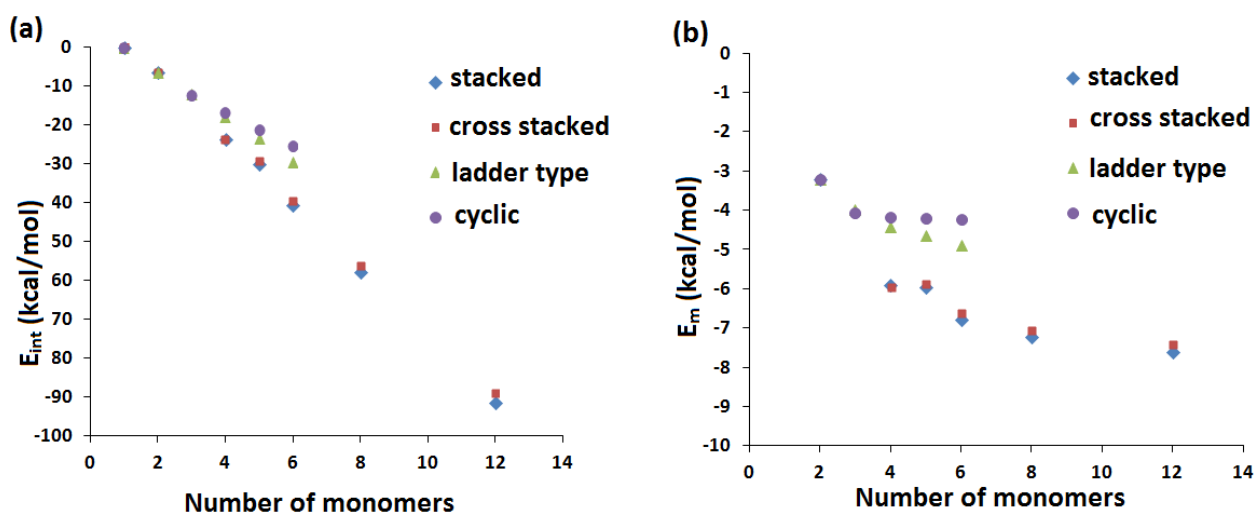 (a)
0
-10
-20
-30
40
50
60
70
80
-90
-100
E_int (kcal/mol)
0 2 4 6 8 10 12 14
Number of monomers
stacked
cross stacked
ladder type
cyclic
(b)
0
-1
-2
-3
-4
-5
-6
-7
-8
-9
-10
E_m (kcal/mol)
0 2 4 6 8 10 12 14
Number of monomers
stacked
cross stacked
ladder type
cyclic